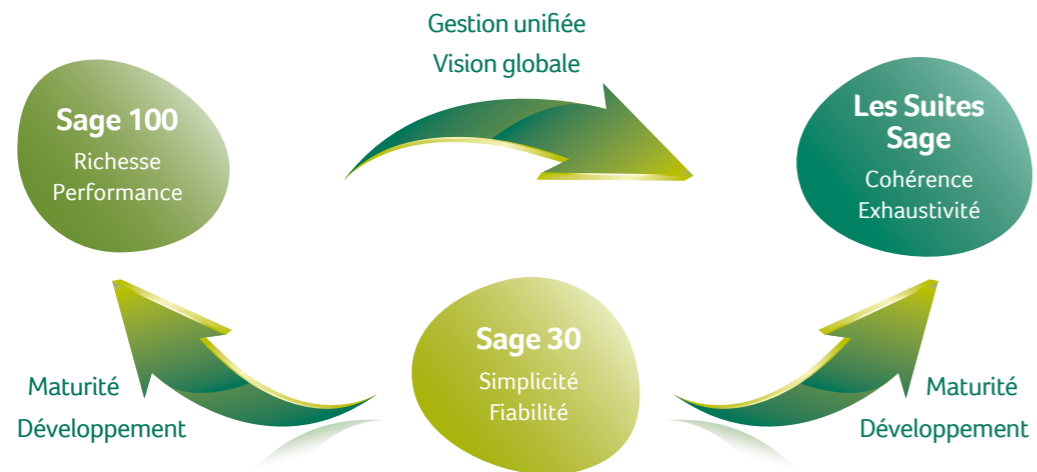 Gestion unifiée
Vision globale
Sage 100
Richesse
Performance
Les Suites
Sage
Cohérence
Exhaustivité
Sage 30
Simplicité
Fiabilité
Maturité
Développement
Maturité
Développement